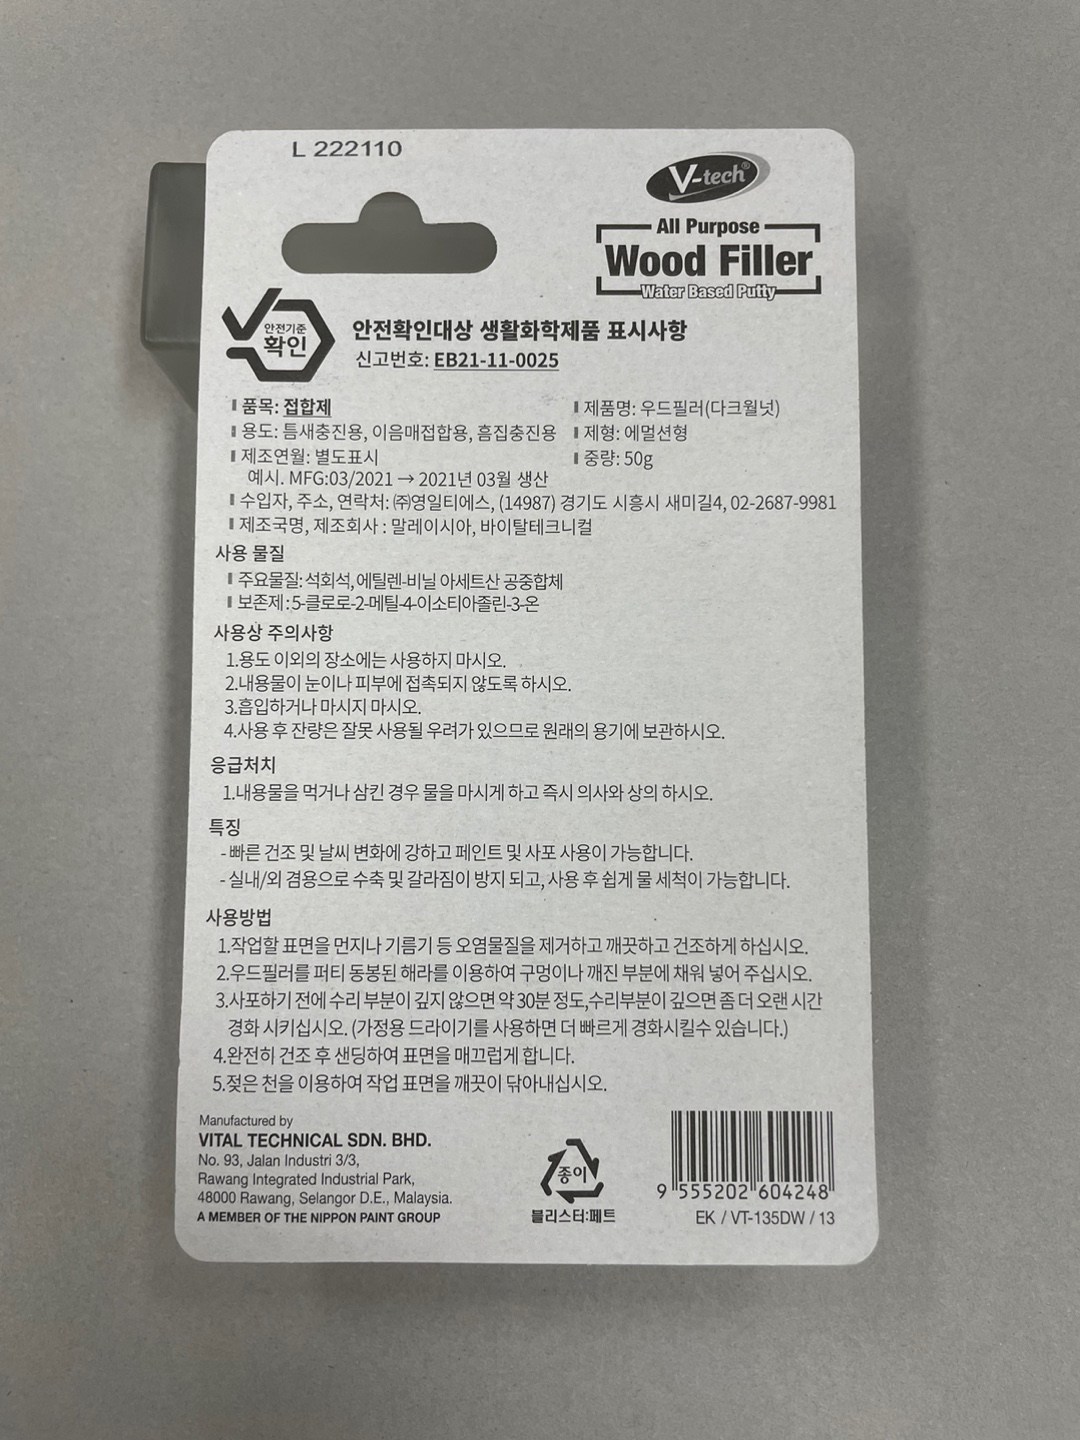 L 222110
V-tech®
All Purpose
Wood Filler
Water Based Putty
안전기준
확인
안전확인대상 생활화학제품 표시사항
신고번호: EB21-11-0025
품목: 접합제
제품명: 우드필러(다크월넛)
용도: 틈새충진용, 이음매접합용, 흠집충진용
제형: 에멀션형
제조연월: 별도표시
중량: 50g
예시. MFG:03/2021 → 2021년 03월 생산
수입자, 주소, 연락처: ㈜영일티에스, (14987) 경기도 시흥시 새미길4, 02-2687-9981
제조국명, 제조회사 : 말레이시아, 바이탈테크니컬
사용 물질
주요물질: 석회석, 에틸렌-비닐 아세트산 공중합체
보존제 : 5-클로로-2-메틸-4-이소티아졸린-3-온
사용상 주의사항
1.용도 이외의 장소에는 사용하지 마시오.
2.내용물이 눈이나 피부에 접촉되지 않도록 하시오.
3.흡입하거나 마시지 마시오.
4.사용 후 잔량은 잘못 사용될 우려가 있으므로 원래의 용기에 보관하시오.
응급처치
1.내용물을 먹거나 삼킨 경우 물을 마시게 하고 즉시 의사와 상의 하시오.
특징
- 빠른 건조 및 날씨 변화에 강하고 페인트 및 사포 사용이 가능합니다.
- 실내/외 겸용으로 수축 및 갈라짐이 방지 되고, 사용 후 쉽게 물 세척이 가능합니다.
사용방법
1.작업할 표면을 먼지나 기름기 등 오염물질을 제거하고 깨끗하고 건조하게 하십시오.
2.우드필러를 퍼티 동봉된 해라를 이용하여 구멍이나 깨진 부분에 채워 넣어 주십시오.
3.사포하기 전에 수리 부분이 깊지 않으면 약 30분 정도,수리부분이 깊으면 좀 더 오랜 시간
경화 시키십시오. (가정용 드라이기를 사용하면 더 빠르게 경화시킬수 있습니다.)
4.완전히 건조 후 샌딩하여 표면을 매끄럽게 합니다.
5.젖은 천을 이용하여 작업 표면을 깨끗이 닦아내십시오.
Manufactured by
VITAL TECHNICAL SDN. BHD.
No. 93, Jalan Industri 3/3,
Rawang Integrated Industrial Park,
48000 Rawang, Selangor D.E., Malaysia.
A MEMBER OF THE NIPPON PAINT GROUP
종이
블리스터:페트
9 555202 604248
EK / VT-135DW / 13